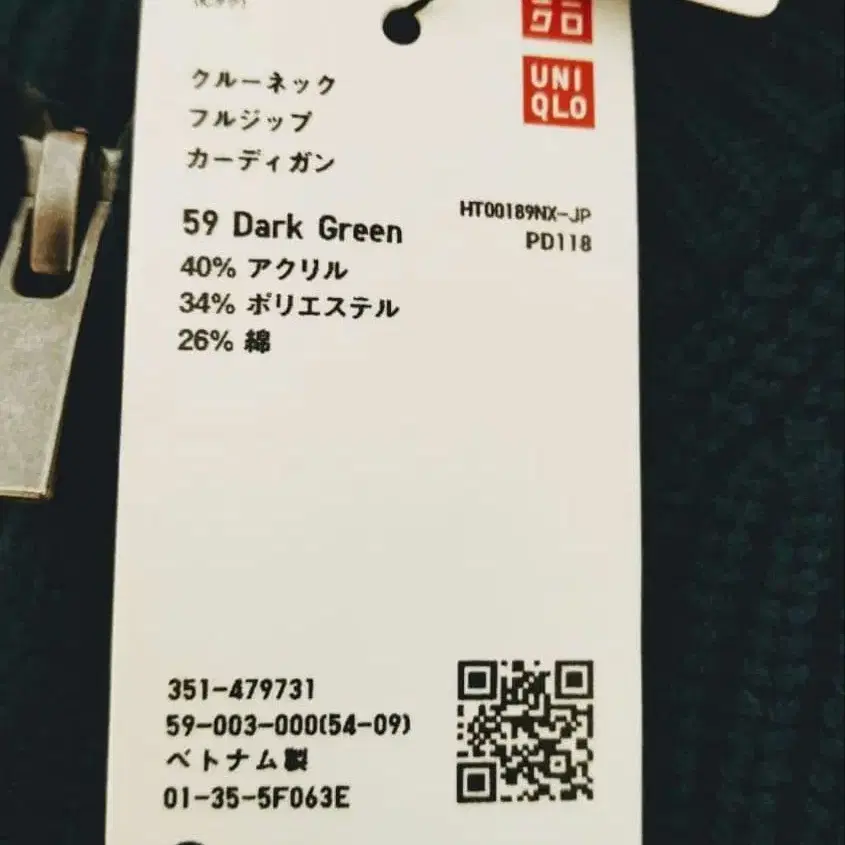 クロ
UNI
QLO
クルーネック
フルジップ
カーディガン
HT00189NX-JP
PD118
59 Dark Green
40% アクリル
34% ポリエステル
26% 綿
351-479731
59-003-000(54-09)
ベトナム製
01-35-5F063E